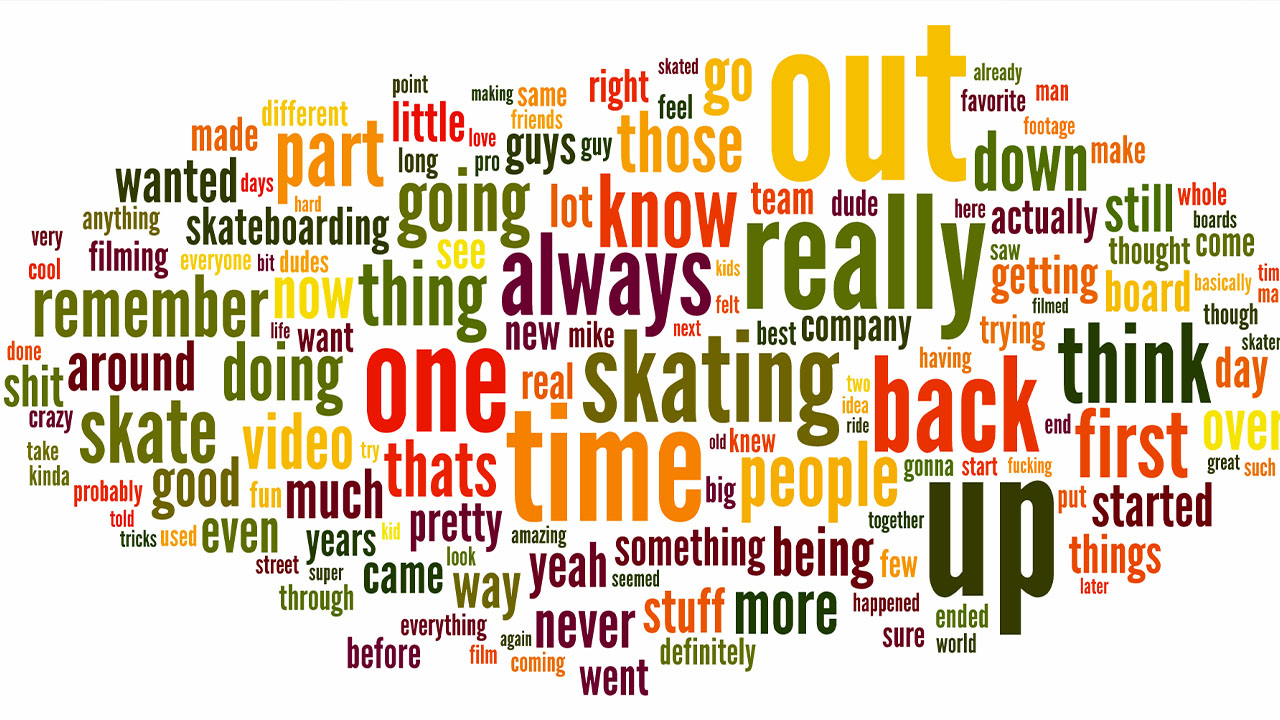 point
skated
go
out
already
making
same
right
feel
favorite
man
different
little
love
friends
footage
made
part
long
pro
guys
guy
those
down
make
wanted
days
going
lot
know
team
dude
really
here
actually
still
whole
hard
anything
skateboarding
boards
very
filming
everyone
bit
dudes
see
always
kids
saw
thought
come
cool
remember
now
thing
felt
getting
board
basically
filmed
though
life
want
new
mike
next
best
company
trying
done
around
doing
one
real
skating
two
having
think
day
shit
idea
back
crazy
skate
video
try
time
old
knew
ride
end
first
take
thats
people
gonna
start
fucking
great
such
kinda
probably
good
fun
much
big
up
put
started
told
tricks
used
even
years
kid
pretty
amazing
together
things
street
super
came
look
way
yeah
seemed
something
being
few
later
through
never
stuff
more
happened
ended
everything
again
sure
world
before
film
coming
went
definitely